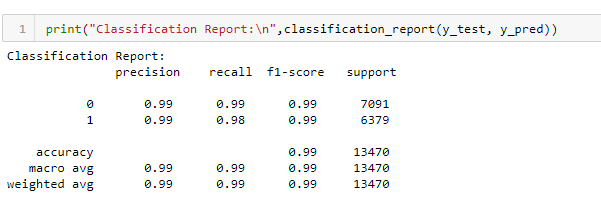 1 print("Classification Report:\n",classification_report(y_test, y_pred))
Classification Report:
precision recall f1-score support
0 0.99 0.99 0.99 7091
1 0.99 0.98 0.99 6379
accuracy 0.99 13470
macro avg 0.99 0.99 0.99 13470
weighted avg 0.99 0.99 0.99 13470